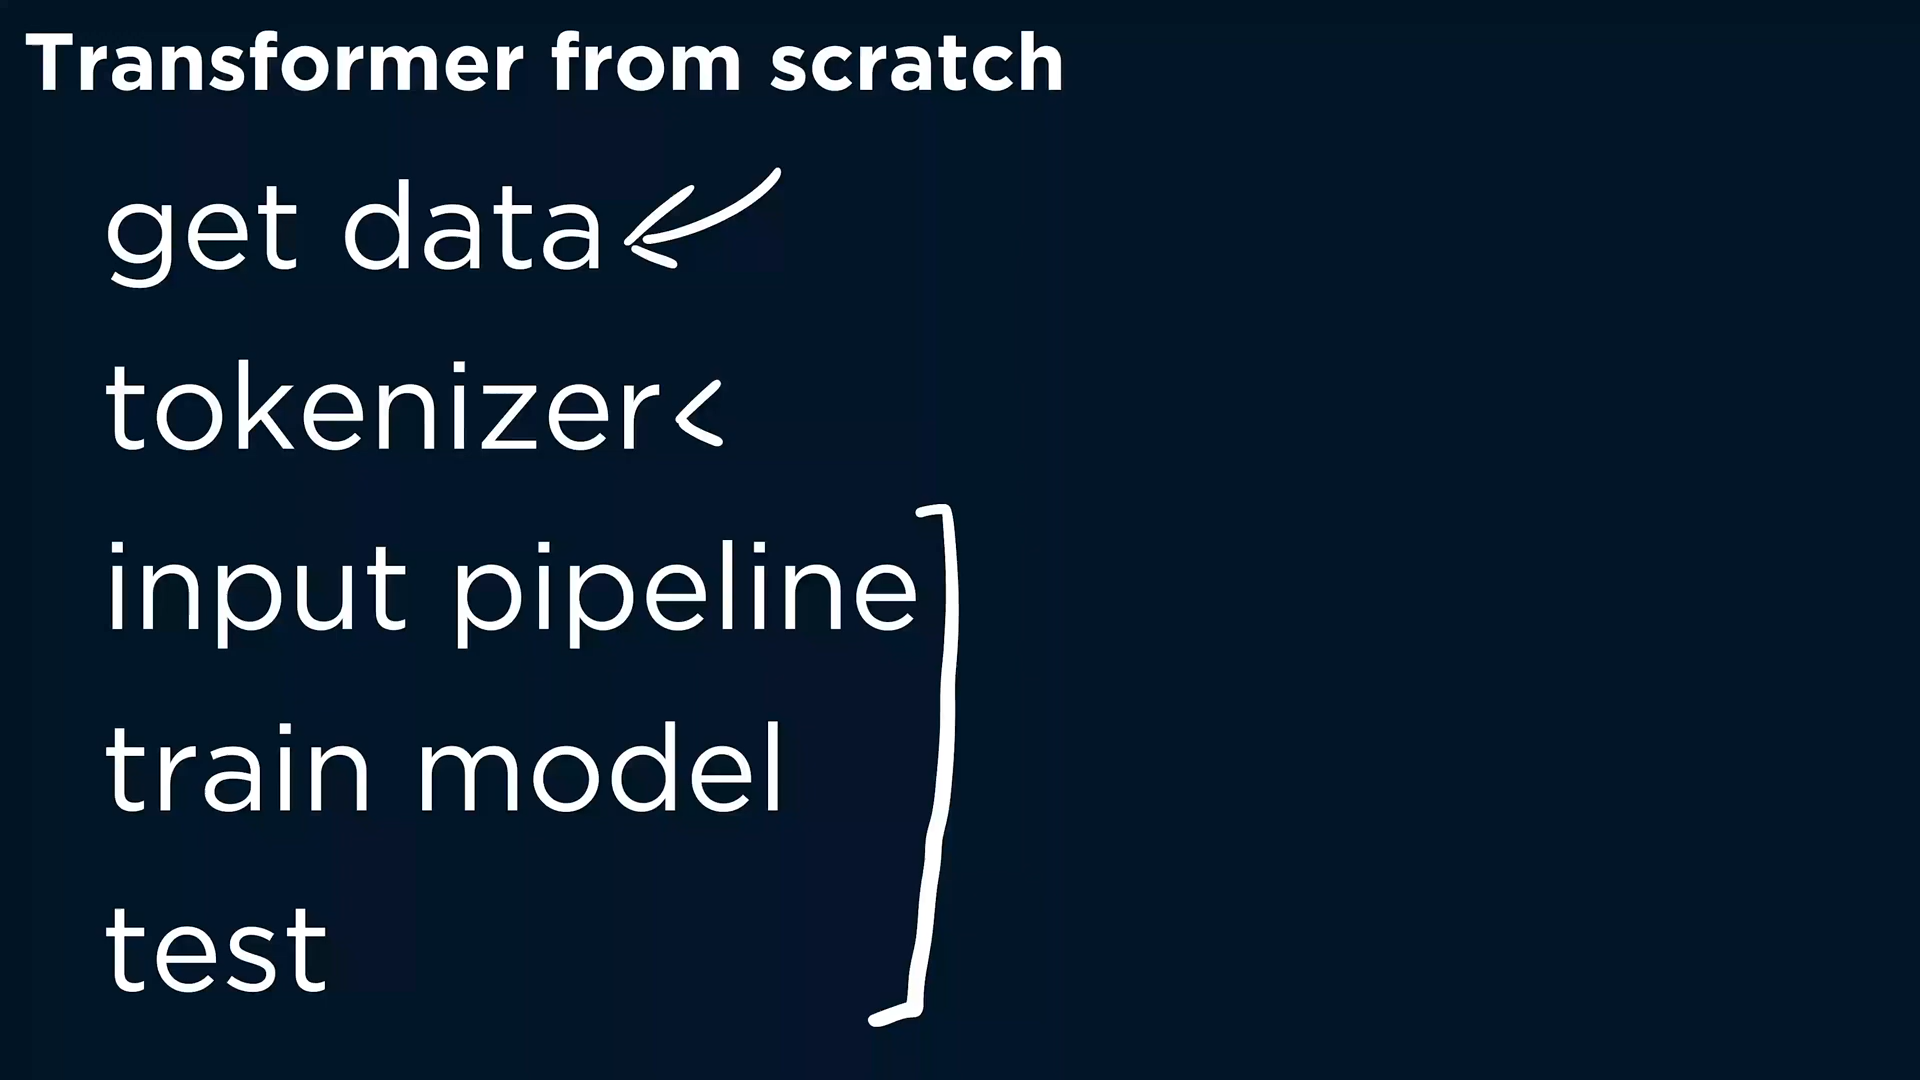 Transformer from scratch
get data
tokenizer
input pipeline
train model
test